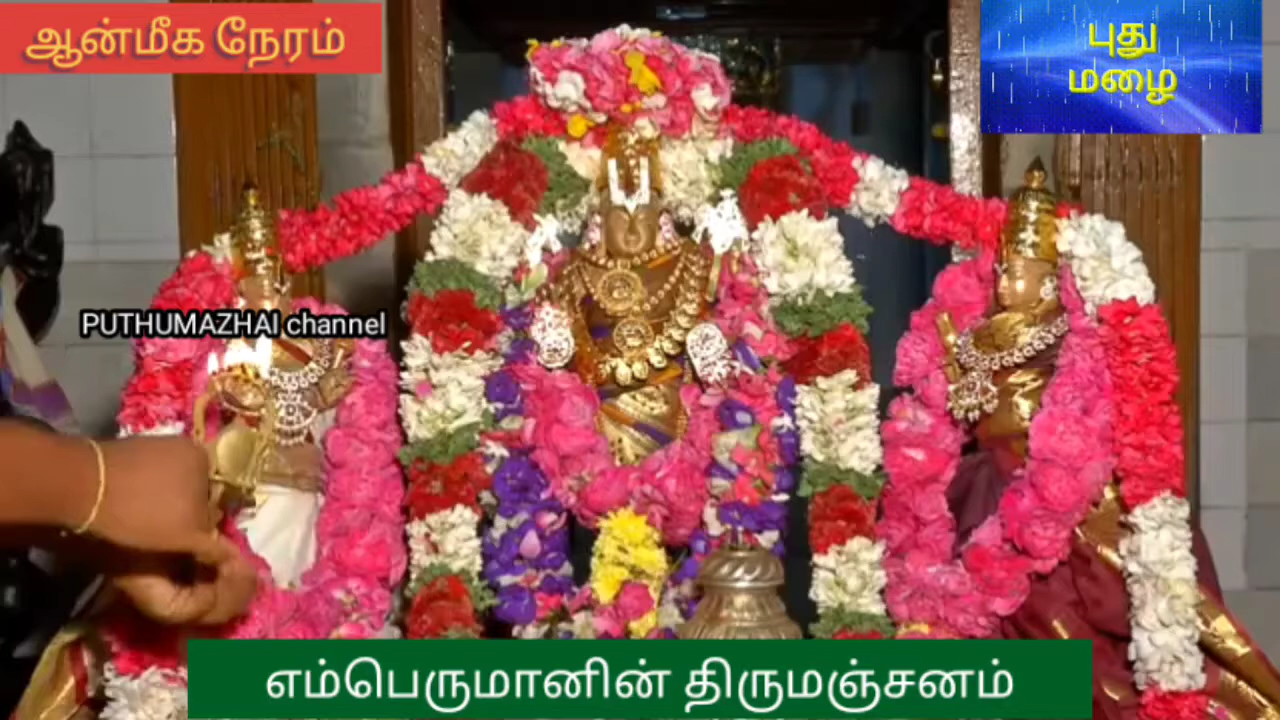 ஆன்மீக நேரம்
புது
மழை
PUTHUMAZHAI channel
எம்பெருமானின் திருமஞ்சனம்